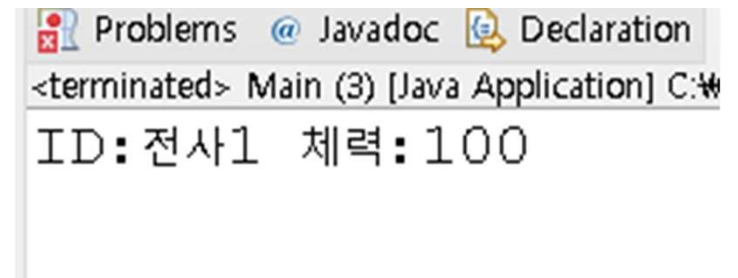 Problems @ Javadoc Declaration
<terminated> Main (3) [Java Application] C:₩
ID:전사1 체력:100